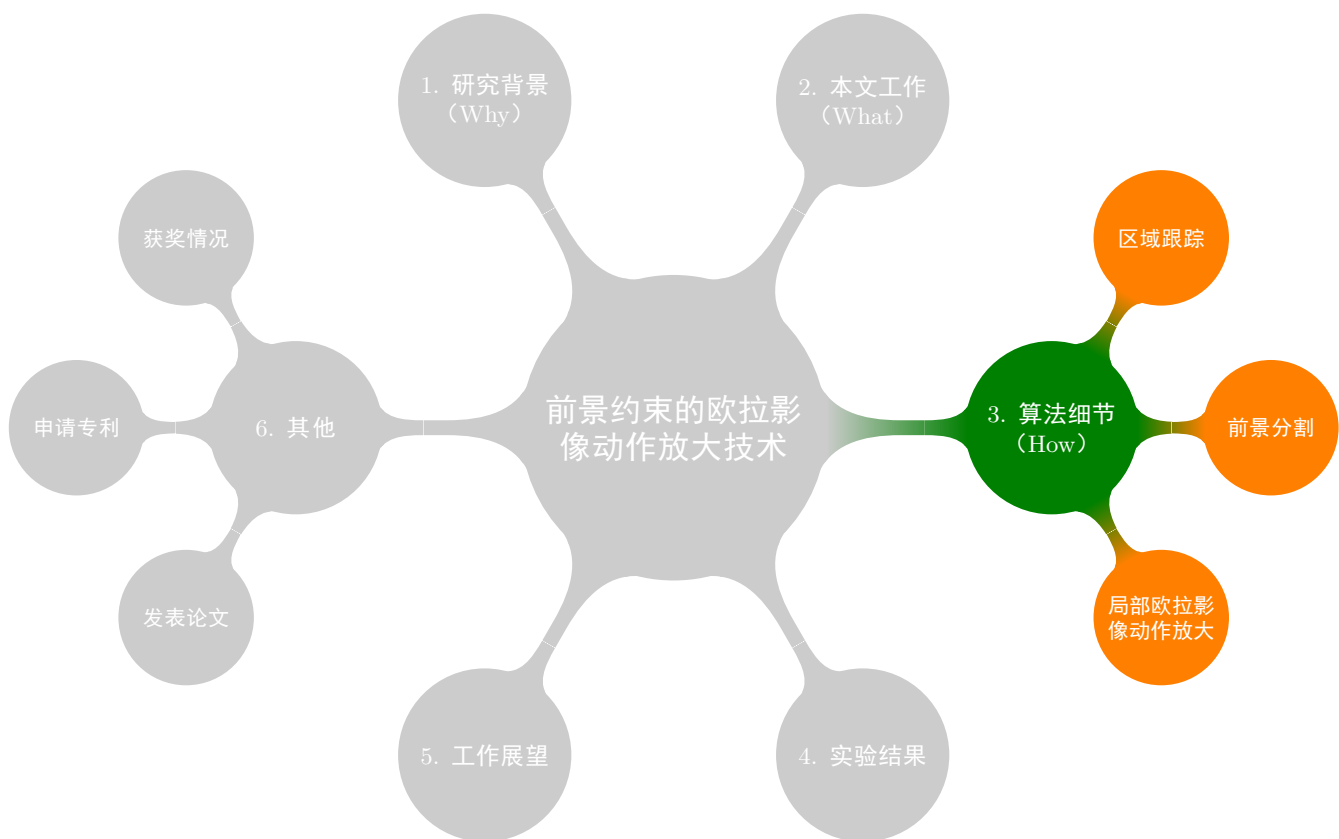 1. 研究背景
（Why）
2. 本文工作
（What）
获奖情况
区域跟踪
申请专利
6. 其他
前景约束的欧拉影
像动作放大技术
3. 算法细节
（How）
前景分割
发表论文
局部欧拉影
像动作放大
5. 工作展望
4. 实验结果